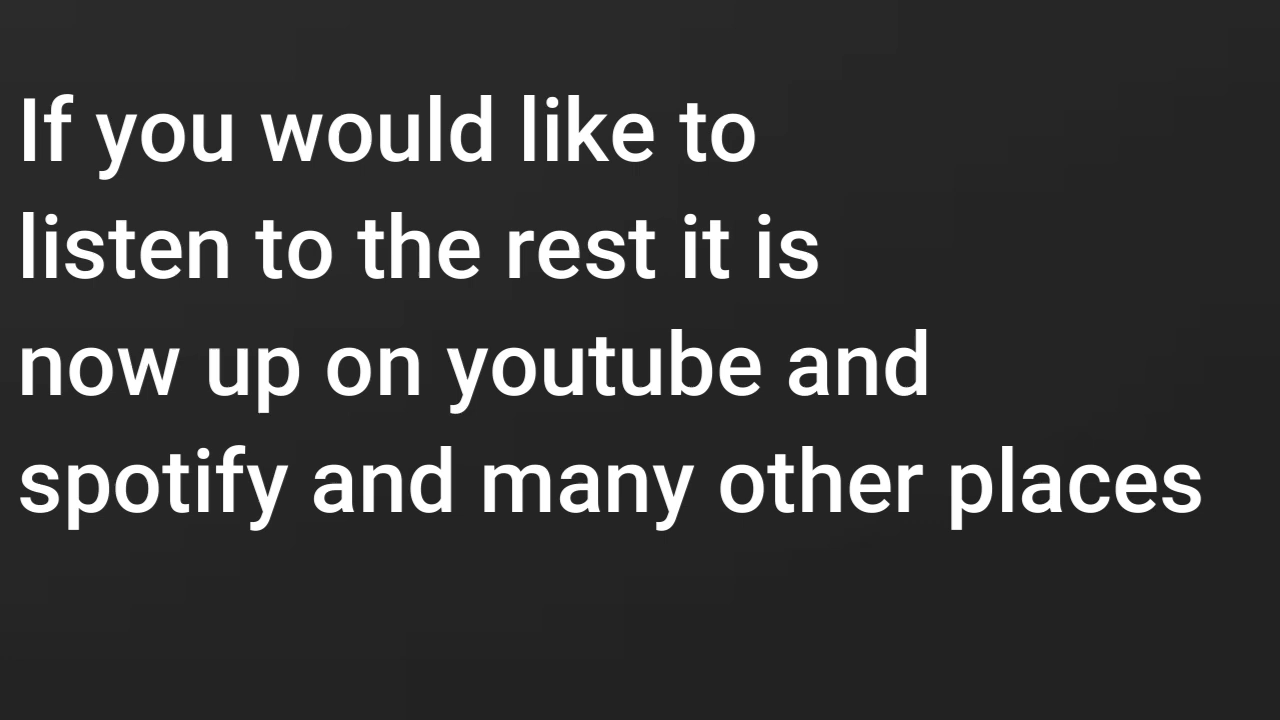 If you would like to
listen to the rest it is
now up on youtube and
spotify and many other places